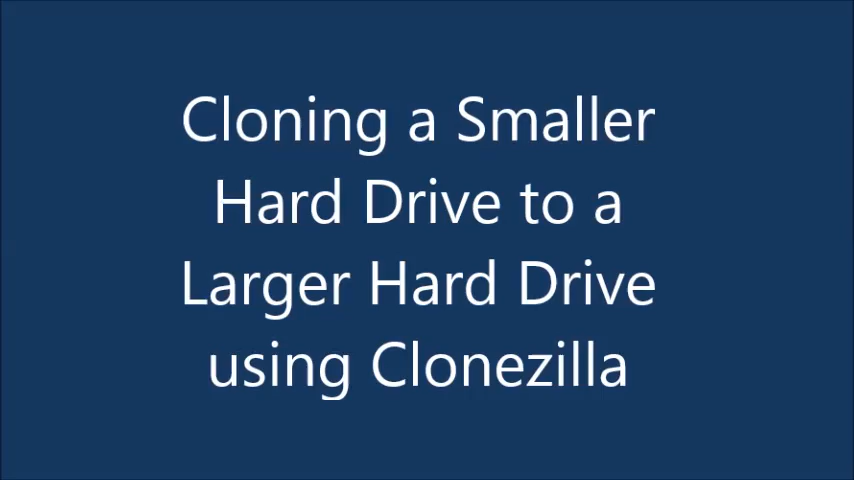 Cloning a Smaller
Hard Drive to a
Larger Hard Drive
using Clonezilla